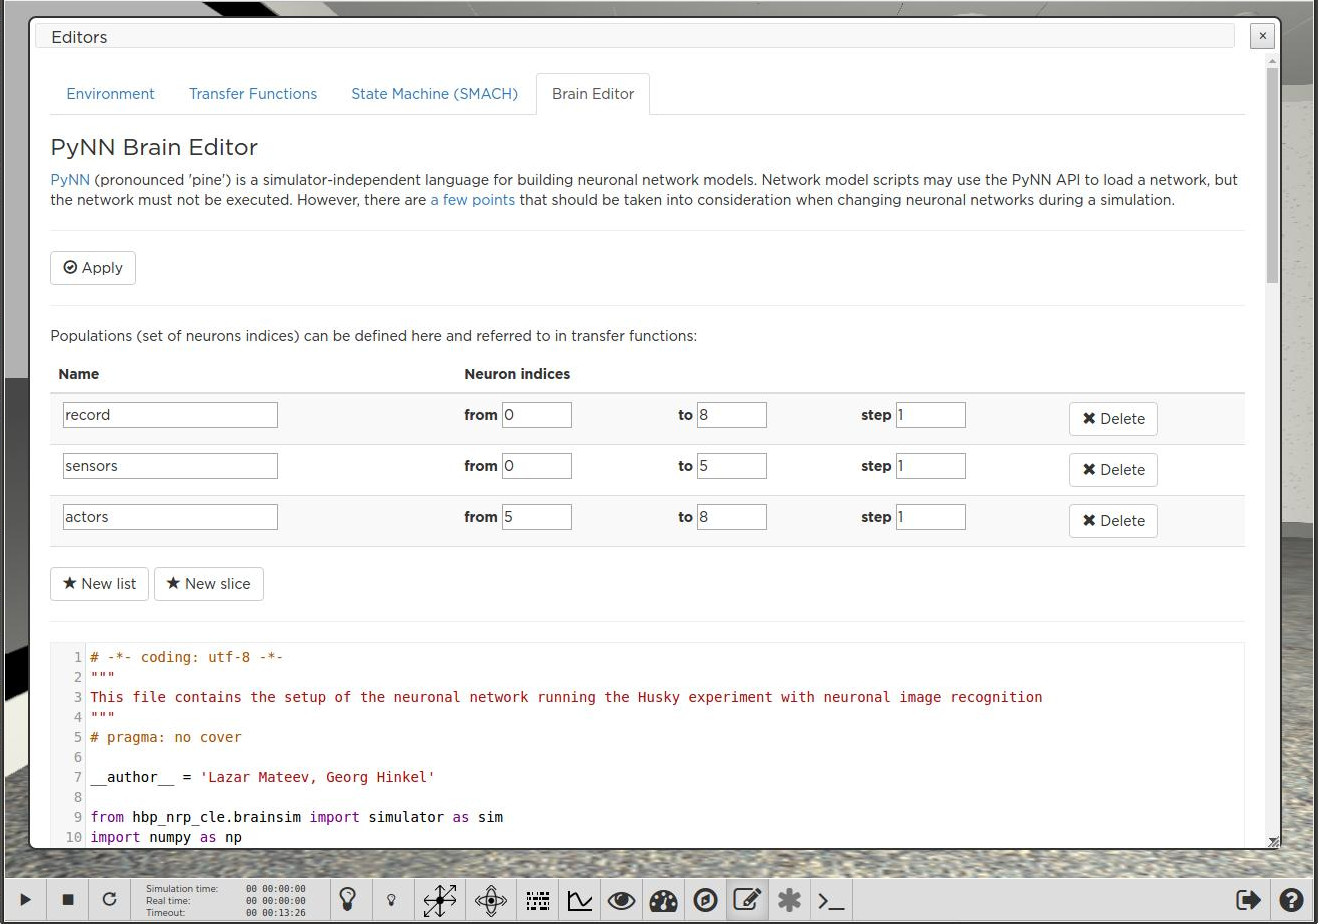 Editors
×
Environment Transfer Functions State Machine (SMACH) Brain Editor
PyNN Brain Editor
PyNN (pronounced 'pine') is a simulator-independent language for building neuronal network models. Network model scripts may use the PyNN API to load a network, but
the network must not be executed. However, there are a few points that should be taken into consideration when changing neuronal networks during a simulation.
Apply
Populations (set of neurons indices) can be defined here and referred to in transfer functions:
Name Neuron indices
record from 0 to 8 step 1 Delete
sensors from 0 to 5 step 1 Delete
actors from 5 to 8 step 1 Delete
New list New slice
1 # -*- coding: utf-8 -*-
2 """
3 This file contains the setup of the neuronal network running the Husky experiment with neuronal image recognition
4 """
5 # pragma: no cover
6
7 __author__ = 'Lazar Mateev, Georg Hinkel'
8
9 from hbp_nrp_cle.brainsim import simulator as sim
10 import numpy as np
Simulation time: 00 00:00:00
Real time: 00 00:00:00
Timeout: 00 00:13:26